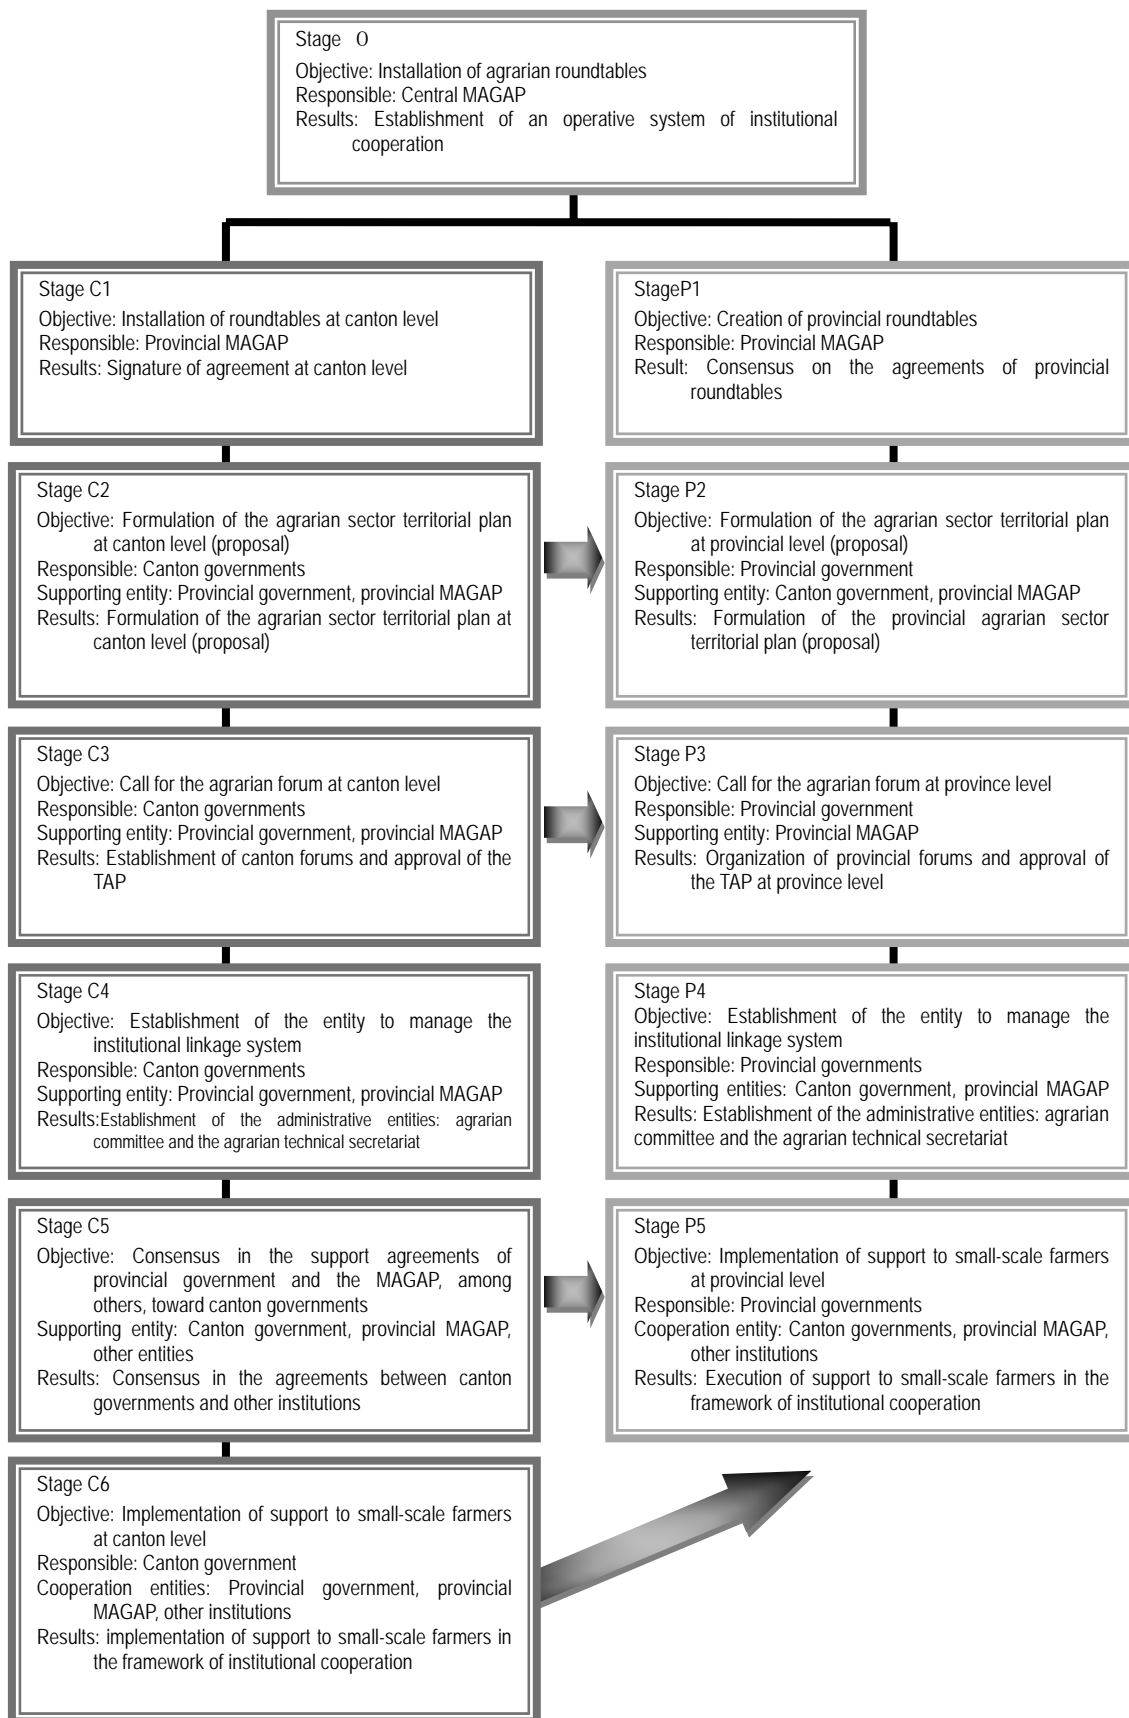 Stage O
Objective: Installation of agrarian roundtables
Responsible: Central MAGAP
Results: Establishment of an operative system of institutional
cooperation
Stage C1
Objective: Installation of roundtables at canton level
Responsible: Provincial MAGAP
Results: Signature of agreement at canton level
StageP1
Objective: Creation of provincial roundtables
Responsible: Provincial MAGAP
Result: Consensus on the agreements of provincial
roundtables
Stage C2
Objective: Formulation of the agrarian sector territorial plan
at canton level (proposal)
Responsible: Canton governments
Supporting entity: Provincial government, provincial MAGAP
Results: Formulation of the agrarian sector territorial plan at
canton level (proposal)
Stage P2
Objective: Formulation of the agrarian sector territorial plan
at provincial level (proposal)
Responsible: Provincial government
Supporting entity: Canton government, provincial MAGAP
Results: Formulation of the provincial agrarian sector
territorial plan (proposal)
Stage C3
Objective: Call for the agrarian forum at canton level
Responsible: Canton governments
Supporting entity: Provincial government, provincial MAGAP
Results: Establishment of canton forums and approval of the
TAP
Stage P3
Objective: Call for the agrarian forum at province level
Responsible: Provincial government
Supporting entity: Provincial MAGAP
Results: Organization of provincial forums and approval of
the TAP at province level
Stage C4
Objective: Establishment of the entity to manage the
institutional linkage system
Responsible: Canton governments
Supporting entity: Provincial government, provincial MAGAP
Results:Establishment of the administrative entities: agrarian
committee and the agrarian technical secretariat
Stage P4
Objective: Establishment of the entity to manage the
institutional linkage system
Responsible: Provincial governments
Supporting entities: Canton government, provincial MAGAP
Results: Establishment of the administrative entities: agrarian
committee and the agrarian technical secretariat
Stage C5
Objective: Consensus in the support agreements of
provincial government and the MAGAP, among
others, toward canton governments
Supporting entity: Canton government, provincial MAGAP,
other entities
Results: Consensus in the agreements between canton
governments and other institutions
Stage P5
Objective: Implementation of support to small-scale farmers
at provincial level
Responsible: Provincial governments
Cooperation entity: Canton governments, provincial MAGAP,
other institutions
Results: Execution of support to small-scale farmers in the
framework of institutional cooperation
Stage C6
Objective: Implementation of support to small-scale farmers
at canton level
Responsible: Canton government
Cooperation entities: Provincial government, provincial
MAGAP, other institutions
Results: implementation of support to small-scale farmers in
the framework of institutional cooperation